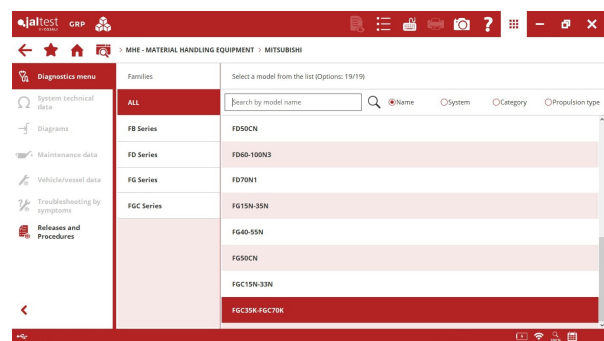 jaltest GRP
BY COJALI
?
> MHE - MATERIAL HANDLING EQUIPMENT > MITSUBISHI
Diagnostics menu
System technical data
Diagrams
Maintenance data
Vehicle/vessel data
Troubleshooting by symptoms
Releases and Procedures
Families
ALL
FB Series
FD Series
FG Series
FGC Series
Select a model from the list (Options: 19/19)
Search by model name
Name
System
Category
Propulsion type
FD50CN
FD60-100N3
FD70N1
FG15N-35N
FG40-55N
FG50CN
FGC15N-33N
FGC35K-FGC70K